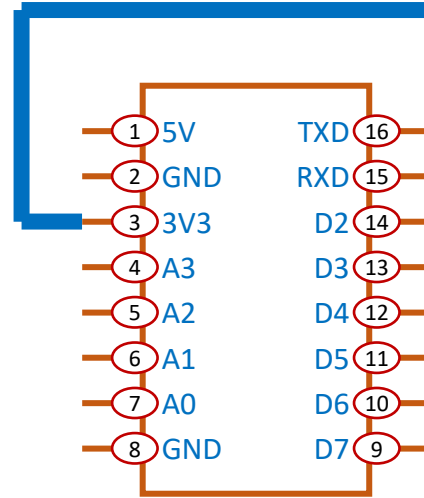 1 5V TXD 16
2 GND RXD 15
3 3V3 D2 14
4 A3 D3 13
5 A2 D4 12
6 A1 D5 11
7 A0 D6 10
8 GND D7 9